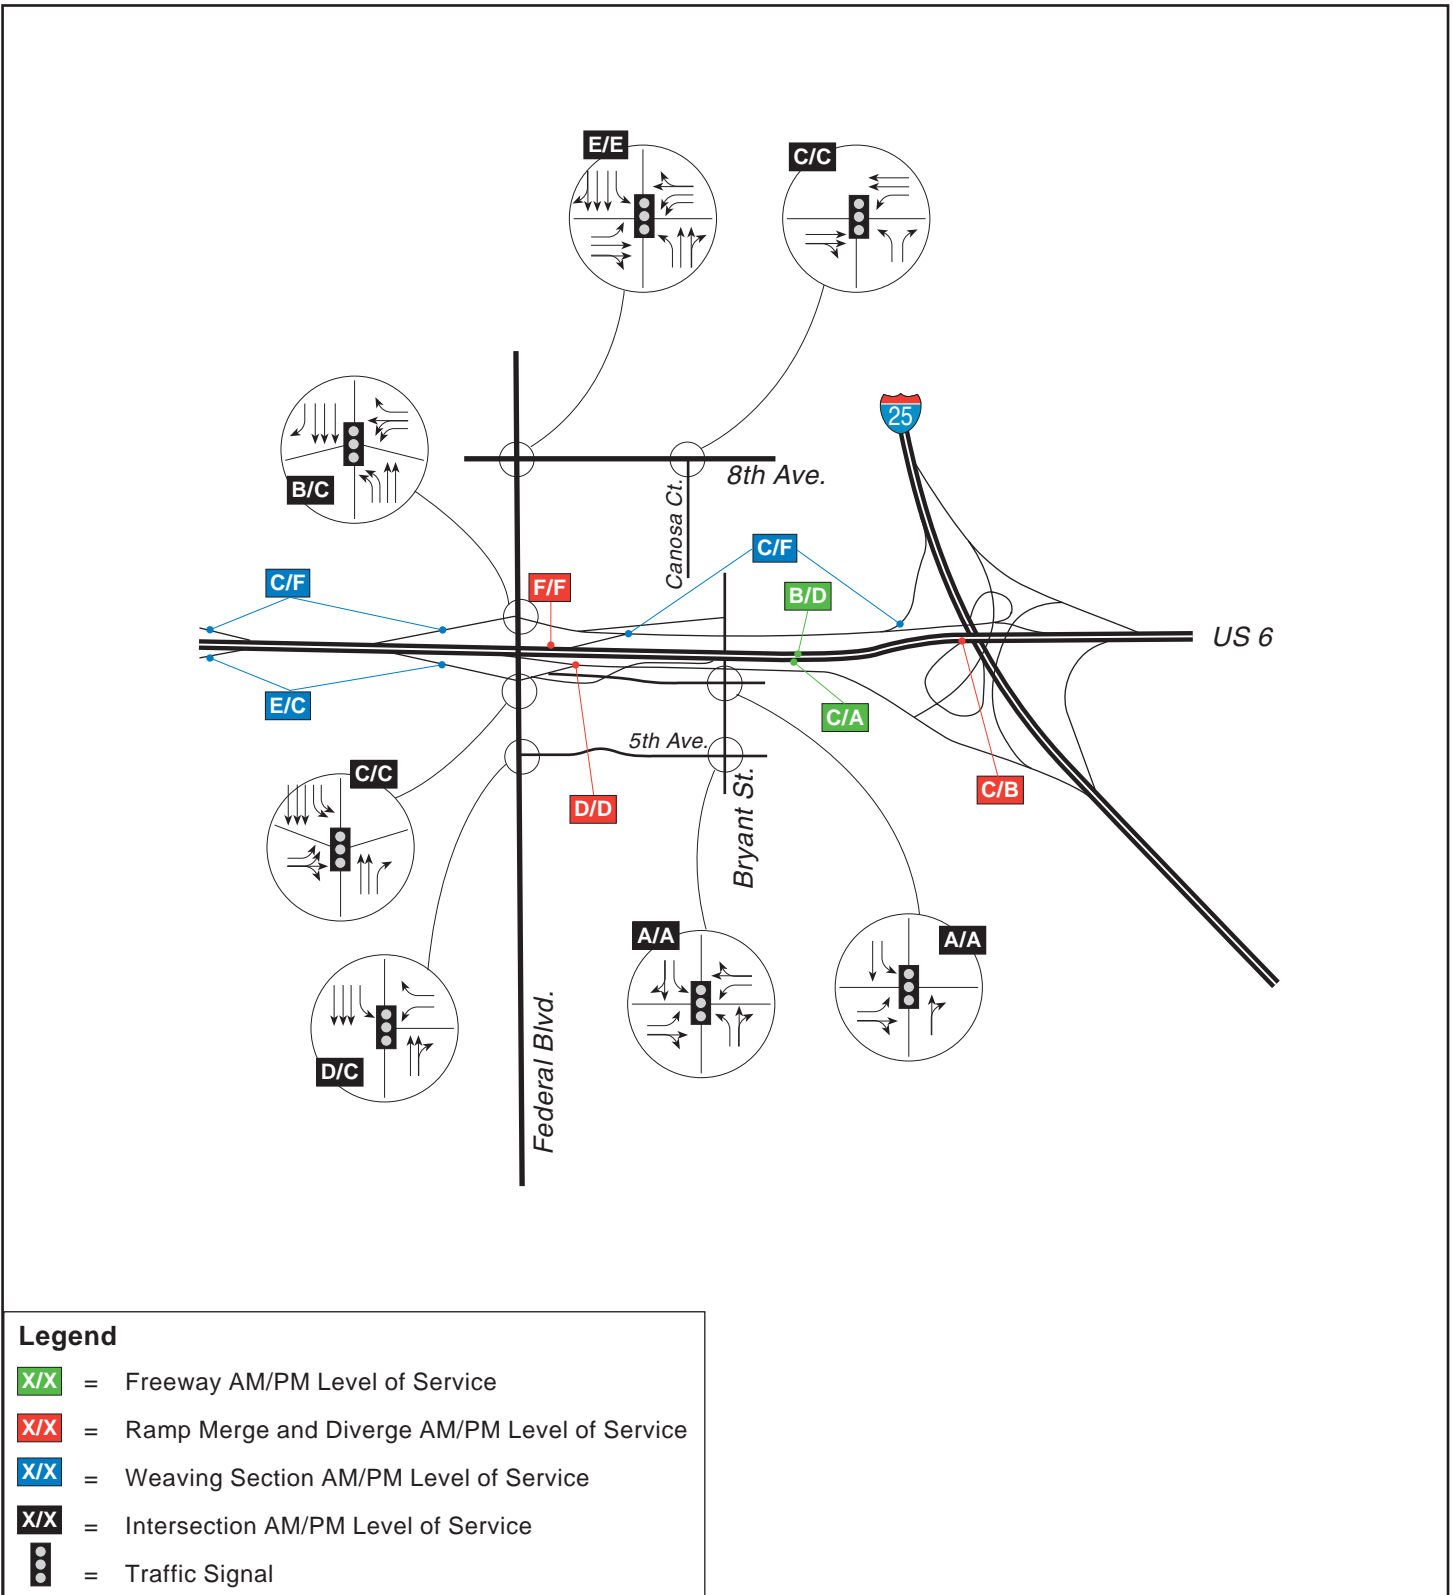 E/E
C/C
25
B/C
8th Ave.
Canosa Ct.
C/F
C/F
F/F
B/D
US 6
E/C
C/A
5th Ave.
C/C
D/D
C/B
Bryant St.
A/A
A/A
D/C
Federal Blvd.
Legend
X/X = Freeway AM/PM Level of Service
X/X = Ramp Merge and Diverge AM/PM Level of Service
X/X = Weaving Section AM/PM Level of Service
X/X = Intersection AM/PM Level of Service
= Traffic Signal